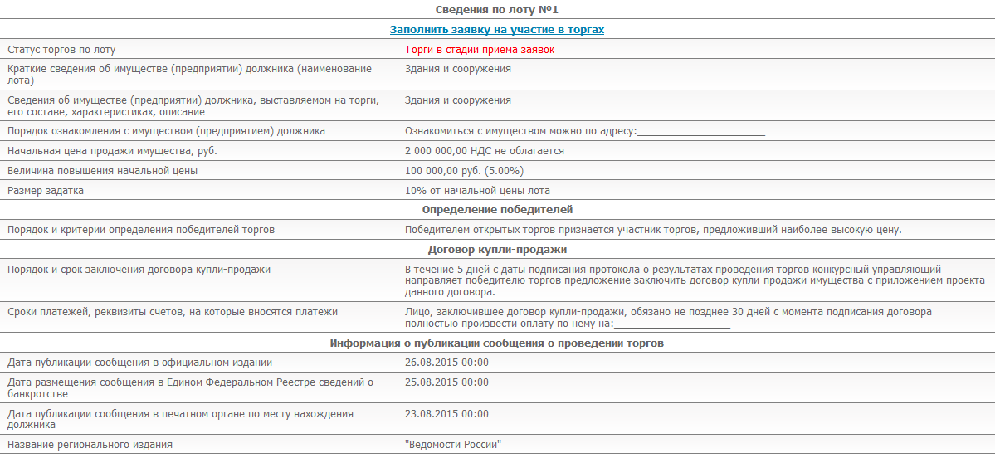 Сведения по лоту №1
Заполнить заявку на участие в торгах
Статус торгов по лоту
Торги в стадии приема заявок
Краткие сведения об имуществе (предприятии) должника (наименование
лота)
Здания и сооружения
Сведения об имуществе (предприятии) должника, выставляемом на торги,
его составе, характеристиках, описание
Здания и сооружения
Порядок ознакомления с имуществом (предприятием) должника
Ознакомиться с имуществом можно по адресу:______________________
Начальная цена продажи имущества, руб.
2 000 000,00 НДС не облагается
Величина повышения начальной цены
100 000,00 руб. (5.00%)
Размер задатка
10% от начальной цены лота
Определение победителей
Порядок и критерии определения победителей торгов
Победителем открытых торгов признается участник торгов, предложивший наиболее высокую цену.
Договор купли-продажи
Порядок и срок заключения договора купли-продажи
В течение 5 дней с даты подписания протокола о результатах проведения торгов конкурсный управляющий
направляет победителю торгов предложение заключить договор купли-продажи имущества с приложением проекта
данного договора.
Сроки платежей, реквизиты счетов, на которые вносятся платежи
Лицо, заключившее договор купли-продажи, обязано не позднее 30 дней с момента подписания договора
полностью произвести оплату по нему на:____________________
Информация о публикации сообщения о проведении торгов
Дата публикации сообщения в официальном издании
26.08.2015 00:00
Дата размещения сообщения в Едином Федеральном Реестре сведений о
банкротстве
25.08.2015 00:00
Дата публикации сообщения в печатном органе по месту нахождения
должника
23.08.2015 00:00
Название регионального издания
"Ведомости России"